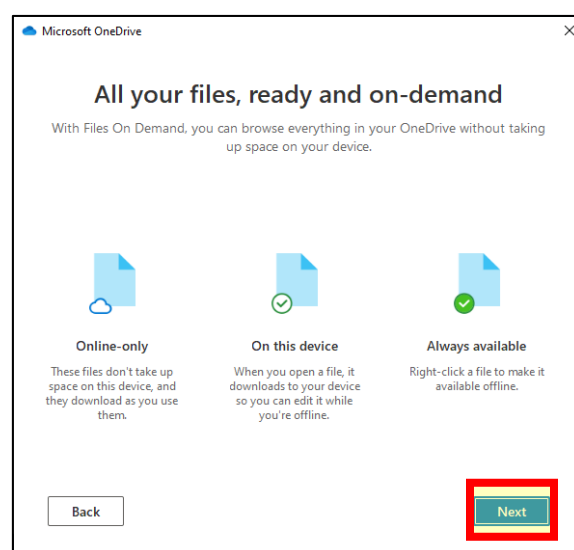 Microsoft OneDrive
All your files, ready and on-demand
With Files On Demand, you can browse everything in your OneDrive without taking
up space on your device.
Online-only
These files don't take up
space on this device, and
they download as you use
them.
On this device
When you open a file, it
downloads to your device
so you can edit it while
you're offline.
Always available
Right-click a file to make it
available offline.
Back
Next